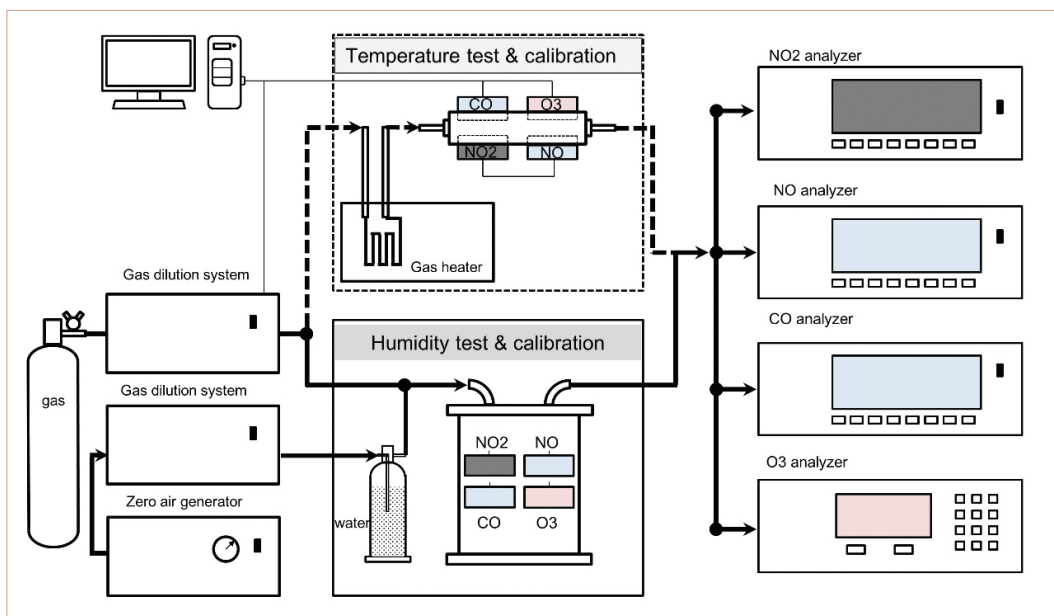 Temperature test & calibration
CO
O3
NO2
NO
Gas heater
Gas dilution system
gas
Gas dilution system
Zero air generator
Humidity test & calibration
water
NO2
NO
CO
O3
NO2 analyzer
NO analyzer
CO analyzer
O3 analyzer